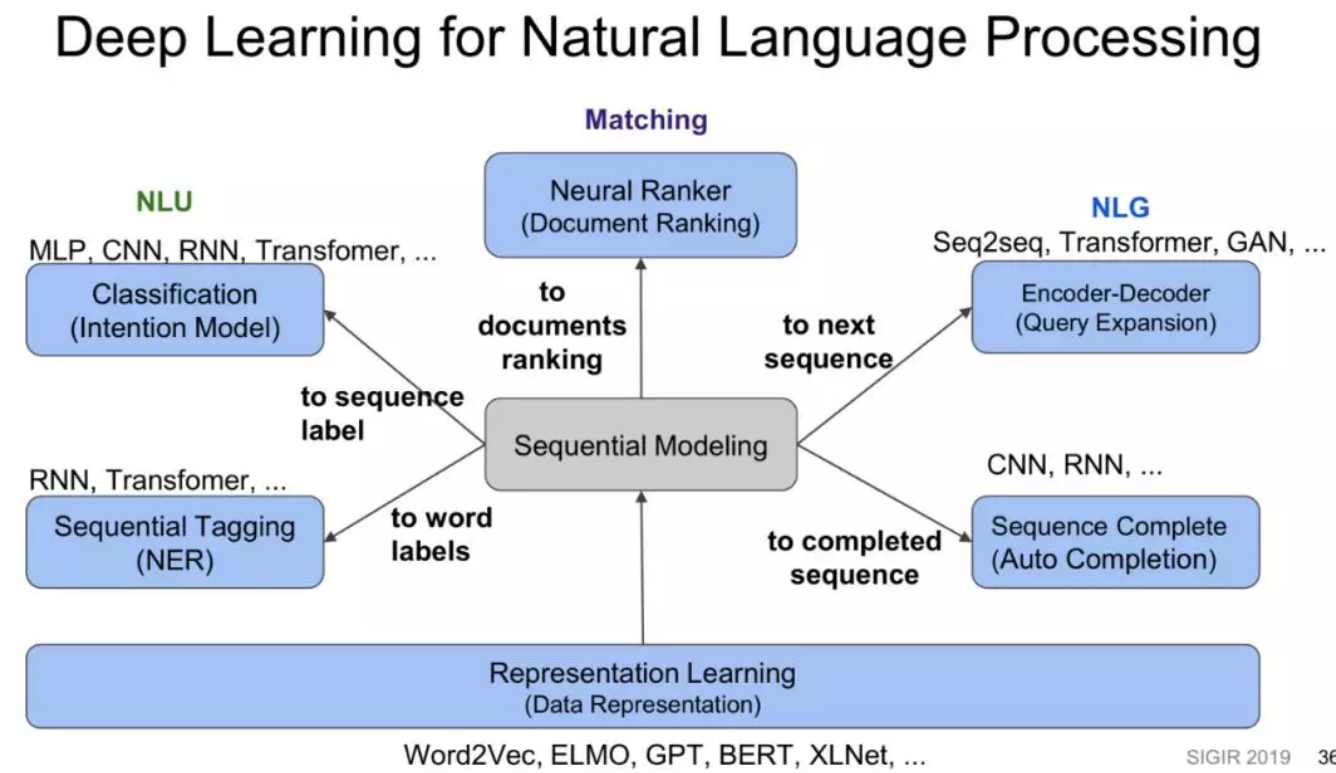 Deep Learning for Natural Language Processing
Matching
Neural Ranker
(Document Ranking)
NLU
MLP, CNN, RNN, Transfomer, ...
Classification
(Intention Model)
NLG
Seq2seq, Transformer, GAN, ...
Encoder-Decoder
(Query Expansion)
to
documents
ranking
to next
sequence
to sequence
label
Sequential Modeling
RNN, Transfomer, ...
Sequential Tagging
(NER)
to word
labels
CNN, RNN, ...
Sequence Complete
(Auto Completion)
to completed
sequence
Representation Learning
(Data Representation)
Word2Vec, ELMO, GPT, BERT, XLNet, ...
SIGIR 2019 36